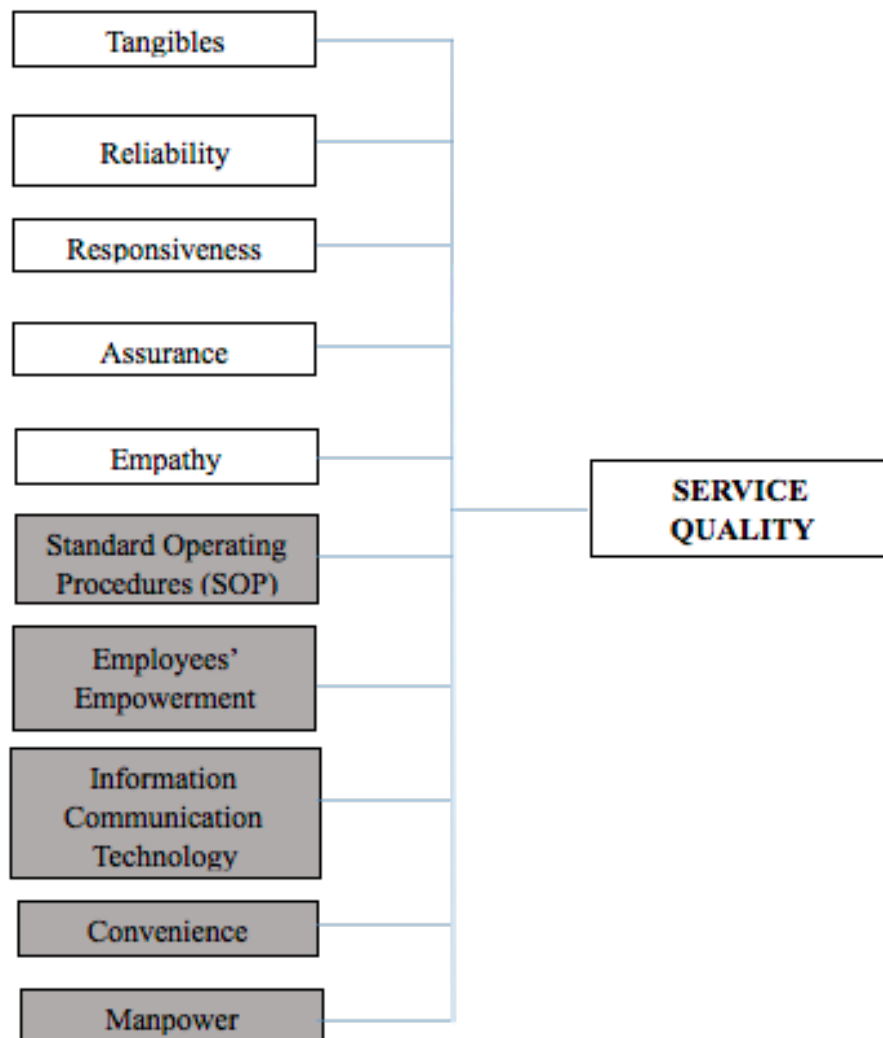 Tangibles
Reliability
Responsiveness
Assurance
Empathy
Standard Operating
Procedures (SOP)
Employees’
Empowerment
Information
Communication
Technology
Convenience
Manpower
SERVICE
QUALITY